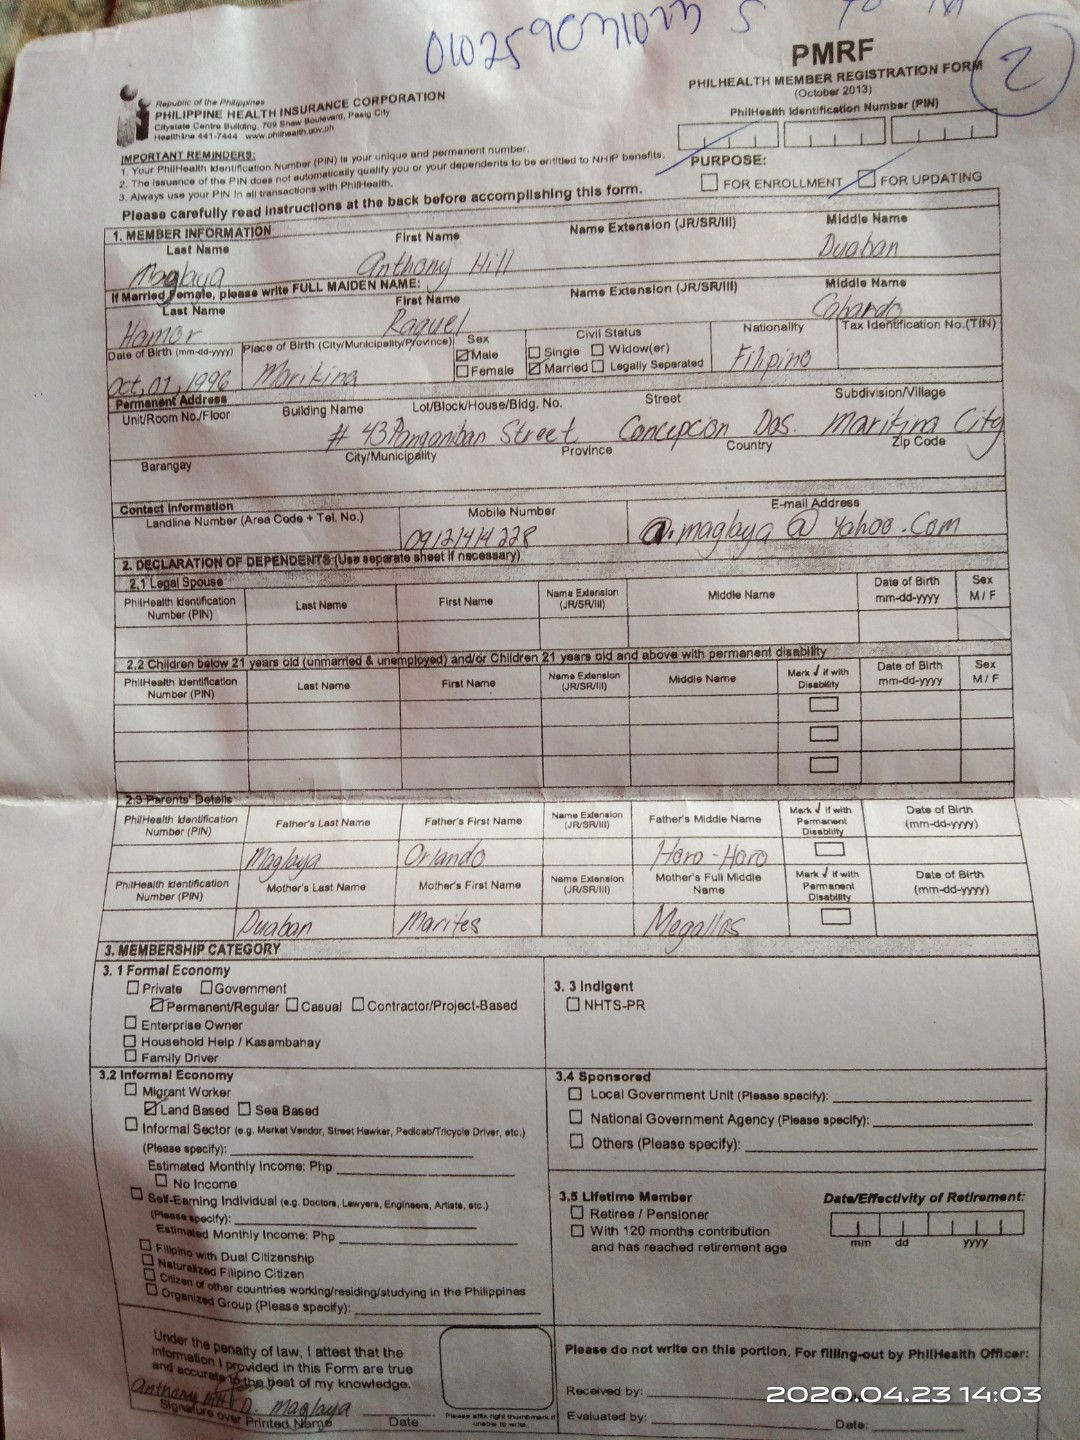 PMRF
PHILHEALTH MEMBER REGISTRATION FORM
(October 2013)
2
Republic of the Philippines
PHILIPPINE HEALTH INSURANCE CORPORATION
Citystate Centre Building, 709 Shaw Boulevard, Pasig City
Healthline 441-7444 www.philhealth.gov.ph
PhilHealth Identification Number (PIN)
IMPORTANT REMINDERS:
1. Your PhilHealth Identification Number (PIN) is your unique and permanent number.
2. The issuance of the PIN does not automatically qualify you or your dependents to be entitled to NHIP benefits.
3. Always use your PIN in all transactions with PhilHealth.
PURPOSE:
FOR ENROLLMENT FOR UPDATING
Please carefully read instructions at the back before accomplishing this form.
1. MEMBER INFORMATION
Last Name First Name Name Extension (JR/SR/III) Middle Name
Maglaya Anthony Hill Duaban
If Married Female, please write FULL MAIDEN NAME:
Last Name First Name Name Extension (JR/SR/III) Middle Name
Hamor Raquel
Date of Birth (mm-dd-yyyy) Place of Birth (City/Municipality/Province) Sex Civil Status Nationality Tax Identification No.(TIN)
Male Single Widow(er)
Female Married Legally Separated
Oct, 01, 1996 Marikina Filipino
Permanent Address
Unit/Room No./Floor Building Name Lot/Block/House/Bldg. No. Street Subdivision/Village
# 43 Panganiban Street Concepcion Dos. Marikina City
Barangay City/Municipality Province Country Zip Code
Contact Information
Landline Number (Area Code + Tel. No.) Mobile Number E-mail Address
a.maglaya @ Yahoo.Com
2. DECLARATION OF DEPENDENTS (Use separate sheet if necessary)
2.1 Legal Spouse
PhilHealth Identification Number (PIN) Last Name First Name Name Extension (JR/SR/III) Middle Name Date of Birth mm-dd-yyyy Sex M / F
2.2 Children below 21 years old (unmarried & unemployed) and/or Children 21 years old and above with permanent disability
PhilHealth Identification Number (PIN) Last Name First Name Name Extension (JR/SR/III) Middle Name Mark √ if with Disability Date of Birth mm-dd-yyyy Sex M / F
2.3 Parents' Details
PhilHealth Identification Number (PIN) Father's Last Name Father's First Name Name Extension (JR/SR/III) Father's Middle Name Mark √ if with Permanent Disability Date of Birth (mm-dd-yyyy)
Maglaya Orlando Haro-Haro
PhilHealth Identification Number (PIN) Mother's Last Name Mother's First Name Name Extension (JR/SR/III) Mother's Full Middle Name Mark √ if with Permanent Disability Date of Birth (mm-dd-yyyy)
Duaban Marites Megallos
3. MEMBERSHIP CATEGORY
3. 1 Formal Economy
Private Government
Permanent/Regular Casual Contractor/Project-Based
Enterprise Owner
Household Help / Kasambahay
Family Driver
3. 3 Indigent
NHTS-PR
3.2 Informal Economy
Migrant Worker
Land Based Sea Based
Informal Sector (e.g. Market Vendor, Street Hawker, Pedicab/Tricycle Driver, etc.)
(Please specify):
Estimated Monthly Income: Php
No Income
Self-Earning Individual (e.g. Doctors, Lawyers, Engineers, Artists, etc.)
(Please specify):
Estimated Monthly Income: Php
Filipino with Dual Citizenship
Naturalized Filipino Citizen
Citizen of other countries working/residing/studying in the Philippines
Organized Group (Please specify):
3.4 Sponsored
Local Government Unit (Please specify):
National Government Agency (Please specify):
Others (Please specify):
3.5 Lifetime Member Date/Effectivity of Retirement:
Retiree / Pensioner
With 120 months contribution
and has reached retirement age
mm dd yyyy
Under the penalty of law, I attest that the
information I provided in this Form are true
and accurate to the best of my knowledge.
Anthony Hill D. Maglaya
Signature over Printed Name Date
Please affix right thumbmark if
unable to write.
Please do not write on this portion. For filling-out by PhilHealth Officer:
Received by:
Evaluated by: Date:
2020.04.23 14:03